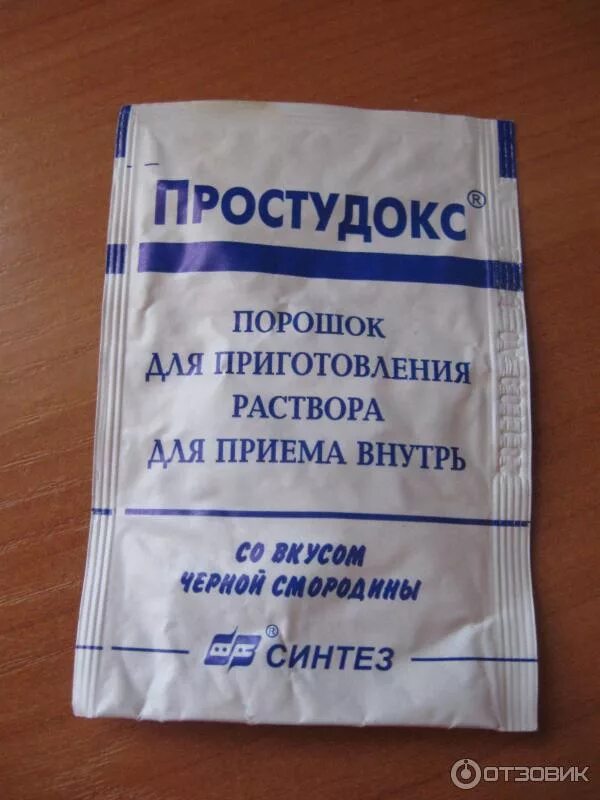 ПРОСТУДОКС®
ПОРОШОК
ДЛЯ ПРИГОТОВЛЕНИЯ
РАСТВОРА
ДЛЯ ПРИЕМА ВНУТРЬ
СО ВКУСОМ
ЧЕРНОЙ СМОРОДИНЫ
® СИНТЕЗ
ОТЗОВИК